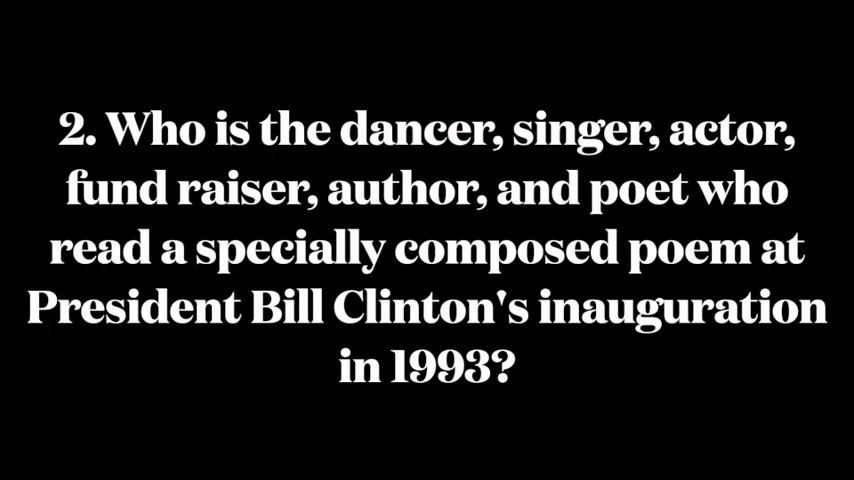 2. Who is the dancer, singer, actor,
fund raiser, author, and poet who
read a specially composed poem at
President Bill Clinton's inauguration
in 1993?